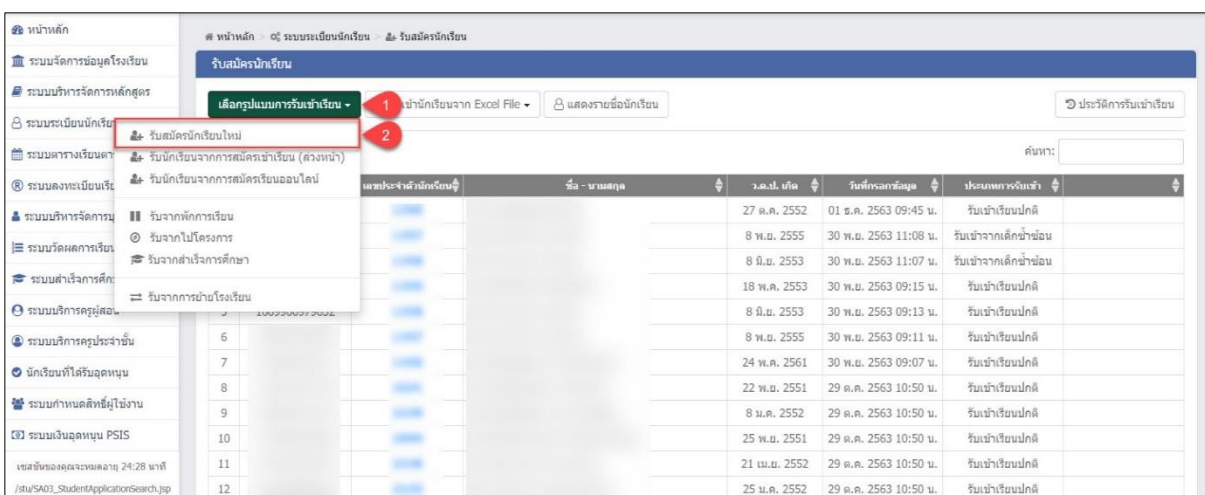 หน้าหลัก
ระบบจัดการข้อมูลโรงเรียน
ระบบบริหารจัดการหลักสูตร
ระบบระเบียนนักเรีย
ระบบตารางเรียนตา
ระบบลงทะเบียนเรีย
ระบบบริหารจัดการบุ
ระบบวัดผลการเรียน
ระบบสำเร็จการศึกษ
ระบบบริการครูผู้สอน
ระบบบริการครูประจำชั้น
นักเรียนที่ได้รับอุดหนุน
ระบบกำหนดสิทธิ์ผู้ใช้งาน
ระบบเงินอุดหนุน PSIS
เซสชันของคุณจะหมดอายุ 24:28 นาที
/stu/SA03_StudentApplicationSearch.jsp
หน้าหลัก > ระบบระเบียนนักเรียน > รับสมัครนักเรียน
รับสมัครนักเรียน
เลือกรูปแบบการรับเข้าเรียน 1 เข้านักเรียนจาก Excel File แสดงรายชื่อนักเรียน ประวัติการรับเข้าเรียน
รับสมัครนักเรียนใหม่ 2
รับนักเรียนจากการสมัครเข้าเรียน (ล่วงหน้า)
รับนักเรียนจากการสมัครเรียนออนไลน์
รับจากพักการเรียน
รับจากไปโครงการ
รับจากสำเร็จการศึกษา
รับจากการย้ายโรงเรียน
ค้นหา:
เลขประจำตัวนักเรียน ชื่อ - นามสกุล ว.ด.ป. เกิด วันที่กรอกข้อมูล ประเภทการรับเข้า
27 ต.ค. 2552 01 ธ.ค. 2563 09:45 น. รับเข้าเรียนปกติ
8 พ.ย. 2555 30 พ.ย. 2563 11:08 น. รับเข้าจากเด็กซ้ำซ้อน
8 มิ.ย. 2553 30 พ.ย. 2563 11:07 น. รับเข้าจากเด็กซ้ำซ้อน
18 พ.ค. 2553 30 พ.ย. 2563 09:15 น. รับเข้าเรียนปกติ
5 8 มิ.ย. 2553 30 พ.ย. 2563 09:13 น. รับเข้าเรียนปกติ
6 8 พ.ย. 2555 30 พ.ย. 2563 09:11 น. รับเข้าเรียนปกติ
7 24 พ.ค. 2561 30 พ.ย. 2563 09:07 น. รับเข้าเรียนปกติ
8 22 พ.ย. 2551 29 ต.ค. 2563 10:50 น. รับเข้าเรียนปกติ
9 8 ม.ค. 2552 29 ต.ค. 2563 10:50 น. รับเข้าเรียนปกติ
10 25 พ.ย. 2551 29 ต.ค. 2563 10:50 น. รับเข้าเรียนปกติ
11 21 เม.ย. 2552 29 ต.ค. 2563 10:50 น. รับเข้าเรียนปกติ
12 25 ม.ค. 2552 29 ต.ค. 2563 10:50 น. รับเข้าเรียนปกติ